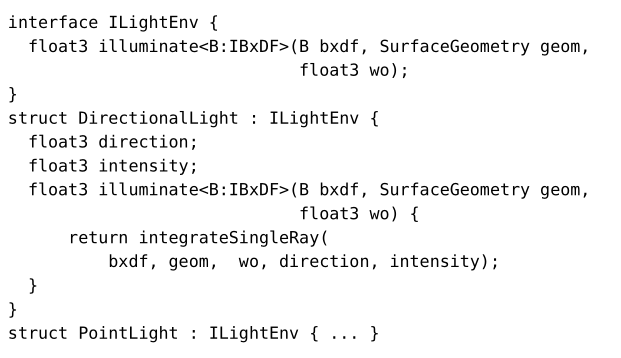 interface ILightEnv {
  float3 illuminate<B:IBxDF>(B bxdf, SurfaceGeometry geom,
                             float3 wo);
}
struct DirectionalLight : ILightEnv {
  float3 direction;
  float3 intensity;
  float3 illuminate<B:IBxDF>(B bxdf, SurfaceGeometry geom,
                             float3 wo) {
      return integrateSingleRay(
          bxdf, geom,  wo, direction, intensity);
  }
}
struct PointLight : ILightEnv { ... }